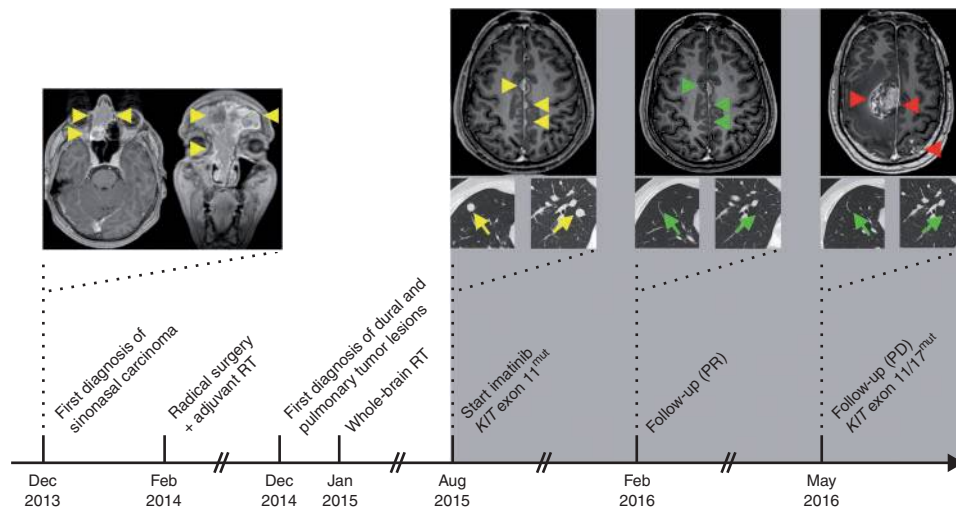 First diagnosis of
sinonasal carcinoma
Radical surgery
+ adjuvant RT
First diagnosis of dural and
pulmonary tumor lesions
Whole-brain RT
Start imatinib
KIT exon 11mut
Follow-up (PR)
Follow-up (PD)
KIT exon 11/17mut
Dec
2013
Feb
2014
Dec
2014
Jan
2015
Aug
2015
Feb
2016
May
2016